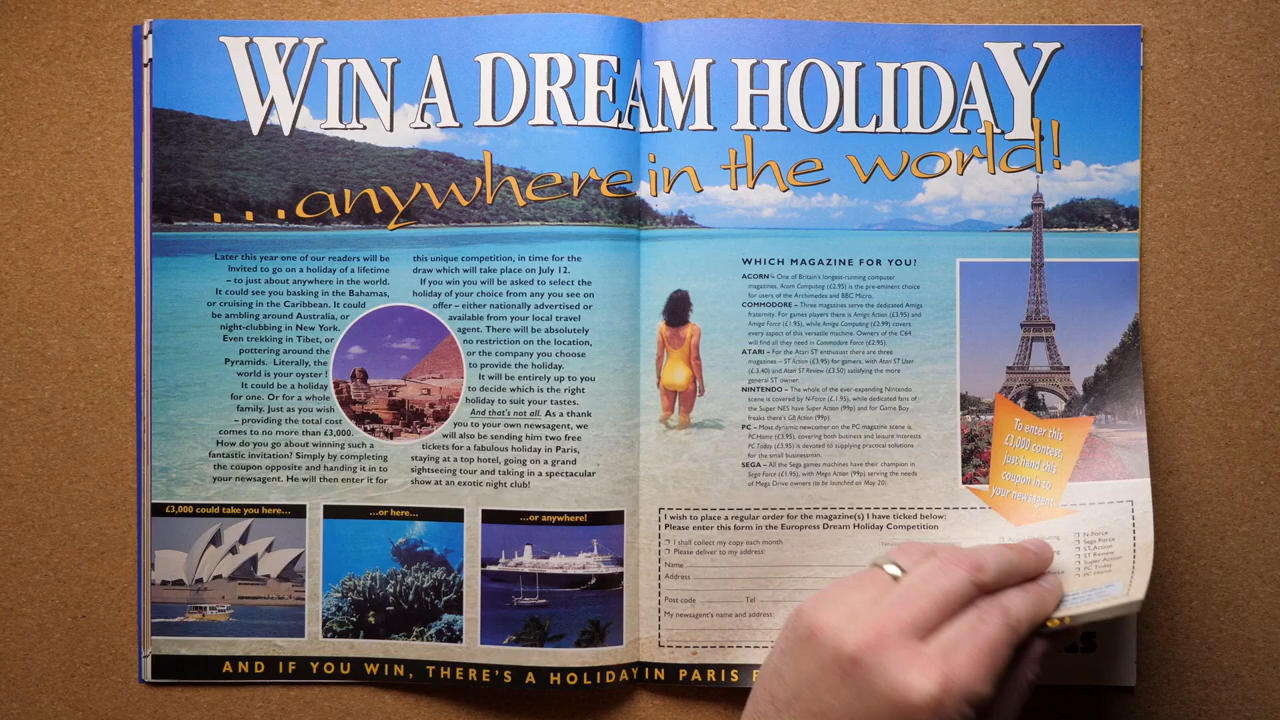 WIN A DREAM HOLIDAY
...anywhere in the world!
Later this year one of our readers will be
invited to go on a holiday of a lifetime
– to just about anywhere in the world.
It could see you basking in the Bahamas,
or cruising in the Caribbean. It could
be ambling around Australia, or
night-clubbing in New York.
Even trekking in Tibet, or
pottering around the
Pyramids. Literally, the
world is your oyster !
It could be a holiday
for one. Or for a whole
family. Just as you wish
– providing the total cost
comes to no more than £3,000.
How do you go about winning such a
fantastic invitation? Simply by completing
the coupon opposite and handing it in to
your newsagent. He will then enter it for
this unique competition, in time for the
draw which will take place on July 12.
If you win you will be asked to select the
holiday of your choice from any you see on
offer – either nationally advertised or
available from your local travel
agent. There will be absolutely
no restriction on the location,
or the company you choose
to provide the holiday.
It will be entirely up to you
to decide which is the right
holiday to suit your tastes.
And that's not all. As a thank
you to your own newsagent, we
will also be sending him two free
tickets for a fabulous holiday in Paris,
staying at a top hotel, going on a grand
sightseeing tour and taking in a spectacular
show at an exotic night club!
WHICH MAGAZINE FOR YOU?
ACORN – One of Britain's longest-running computer
magazines, Acorn Computing (£2.95) is the pre-eminent choice
for users of the Archimedes and BBC Micro.
COMMODORE – Three magazines serve the dedicated Amiga
fraternity. For games players there is Amiga Action (£3.95) and
Amiga Force (£1.95), while Amiga Computing (£2.99) covers
every aspect of this versatile machine. Owners of the C64
will find all they need in Commodore Force (£2.95).
ATARI – For the Atari ST enthusiast there are three
magazines – ST Action (£3.95) for gamers, with Atari ST User
(£3.40) and Atari ST Review (£3.50) satisfying the more
general ST owner.
NINTENDO – The whole of the ever-expanding Nintendo
scene is covered by N-Force (£1.95), while dedicated fans of
the Super NES have Super Action (99p) and for Game Boy
freaks there's GB Action (99p).
PC – Most dynamic newcomer on the PC magazine scene is
PC Home (£3.95), covering both business and leisure interests
PC Today (£3.95) is devoted to supplying practical solutions
for the small businessman.
SEGA – All the Sega games machines have their champion in
Sega Force (£1.95), with Mega Action (99p) serving the needs
of Mega Drive owners (to be launched on May 20).
To enter this
£3,000 contest,
just hand this
coupon in to
your newsagent
£3,000 could take you here...
...or here...
...or anywhere!
I wish to place a regular order for the magazine(s) I have ticked below;
Please enter this form in the Europress Dream Holiday Competition
I shall collect my copy each month
Please deliver to my address:
Name
Address
Post code Tel
My newsagent's name and address:
N-Force
Sega Force
ST Action
ST Review
Super Action
PC Today
PC Home
AND IF YOU WIN, THERE'S A HOLIDAY IN PARIS